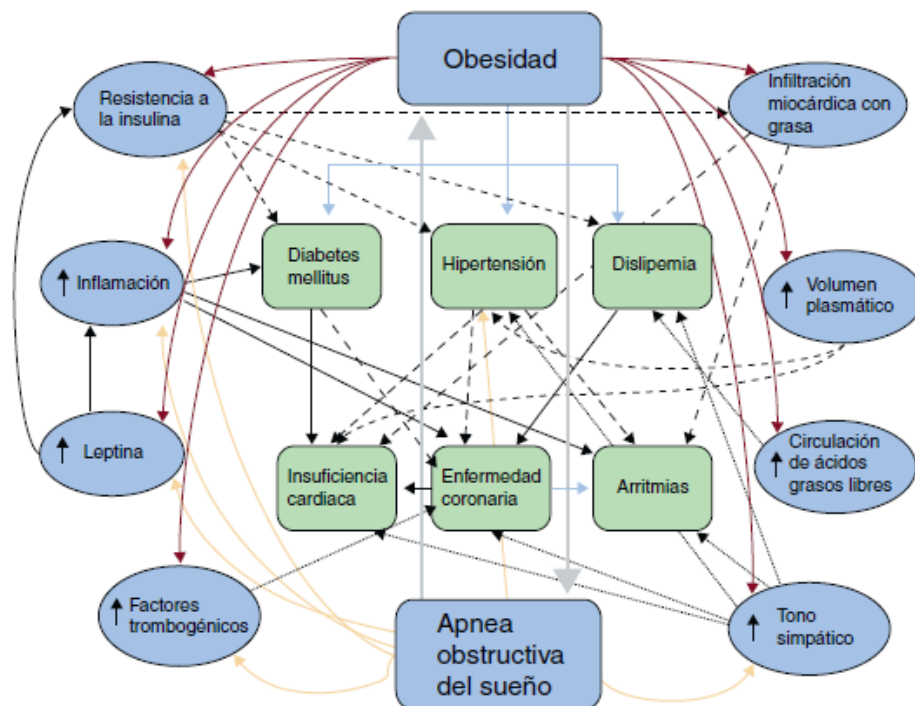 Obesidad
Resistencia a
la insulina
Infiltración
miocárdica con
grasa
Diabetes
mellitus
Hipertensión
Dislipemia
Inflamación
Volumen
plasmático
Leptina
Insuficiencia
cardiaca
Enfermedad
coronaria
Arritmias
Circulación
de ácidos
grasos libres
Factores
trombogénicos
Apnea
obstructiva
del sueño
Tono
simpático